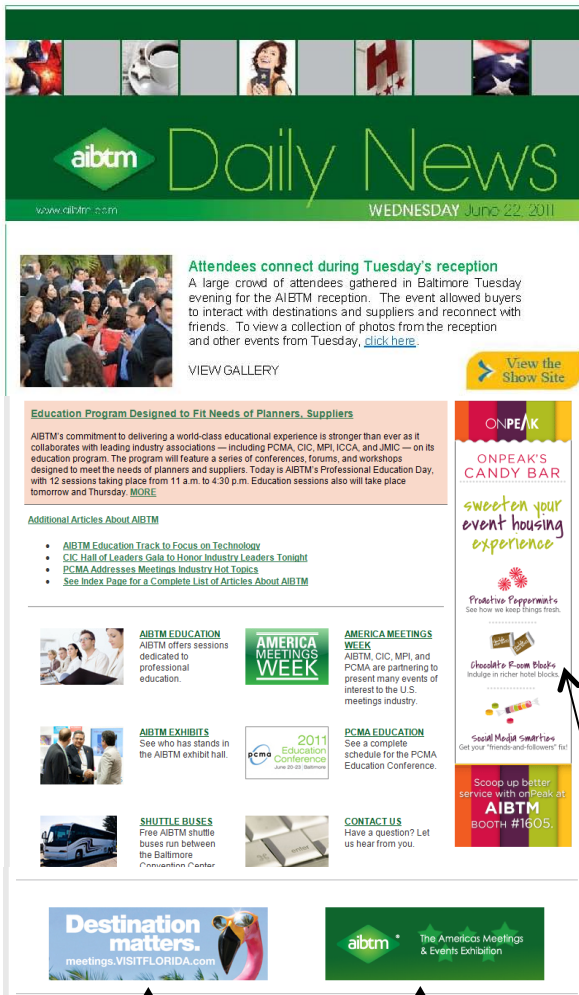 aibtm
Daily News
www.aibtm.com
WEDNESDAY June 22, 2011
Attendees connect during Tuesday's reception
A large crowd of attendees gathered in Baltimore Tuesday
evening for the AIBTM reception. The event allowed buyers
to interact with destinations and suppliers and reconnect with
friends. To view a collection of photos from the reception
and other events from Tuesday, click here.
VIEW GALLERY
View the
Show Site
Education Program Designed to Fit Needs of Planners, Suppliers
AIBTM's commitment to delivering a world-class educational experience is stronger than ever as it
collaborates with leading industry associations — including PCMA, CIC, MPI, ICCA, and JMIC — on its
education program. The program will feature a series of conferences, forums, and workshops
designed to meet the needs of planners and suppliers. Today is AIBTM's Professional Education Day,
with 12 sessions taking place from 11 a.m. to 4:30 p.m. Education sessions also will take place
tomorrow and Thursday. MORE
Additional Articles About AIBTM
• AIBTM Education Track to Focus on Technology
• CIC Hall of Leaders Gala to Honor Industry Leaders Tonight
• PCMA Addresses Meetings Industry Hot Topics
• See Index Page for a Complete List of Articles About AIBTM
AIBTM EDUCATION
AIBTM offers sessions
dedicated to
professional
education.
AMERICA
MEETINGS
WEEK
AMERICA MEETINGS
WEEK
AIBTM, CIC, MPI, and
PCMA are partnering to
present many events of
interest to the U.S.
meetings industry.
AIBTM EXHIBITS
See who has stands in
the AIBTM exhibit hall.
pcma
2011
Education
Conference
June 20-23 Baltimore
PCMA EDUCATION
See a complete
schedule for the PCMA
Education Conference.
SHUTTLE BUSES
Free AIBTM shuttle
buses run between
the Baltimore
Convention Center
CONTACT US
Have a question? Let
us hear from you.
ONPEAK
ONPEAK'S
CANDY BAR
sweeten your
event housing
experience
Proactive Peppermints
See how we keep things fresh.
Chocolate Room Blocks
Indulge in richer hotel blocks.
Social Media Smarties
Get your "friends-and-followers" fix!
Scoop up better
service with onPeak at
AIBTM
BOOTH #1605.
Destination
matters.
meetings.VISITFLORIDA.com
aibtm
The Americas Meetings
& Events Exhibition